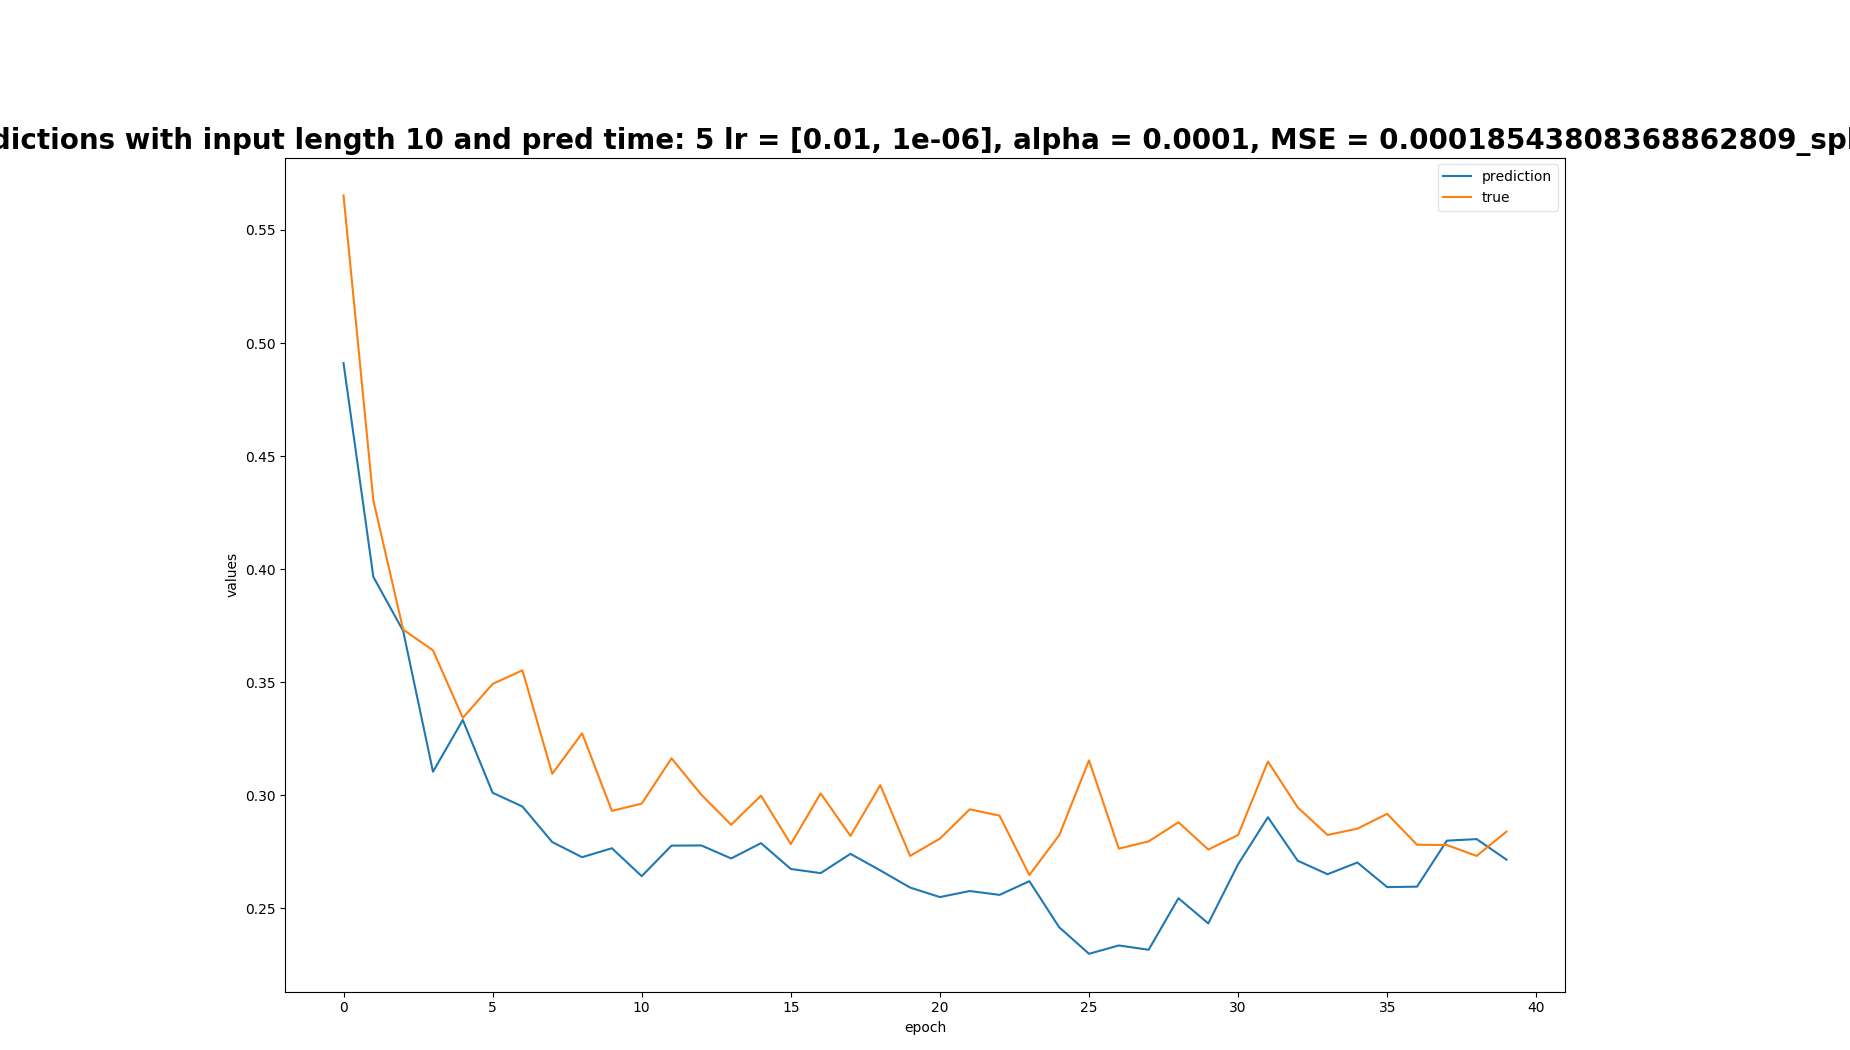 dictions with input length 10 and pred time: 5 lr = [0.01, 1e-06], alpha = 0.0001, MSE = 0.00018543808368862809_spl
prediction
true
0.55
0.50
0.45
0.40
0.35
0.30
0.25
values
0 5 10 15 20 25 30 35 40
epoch